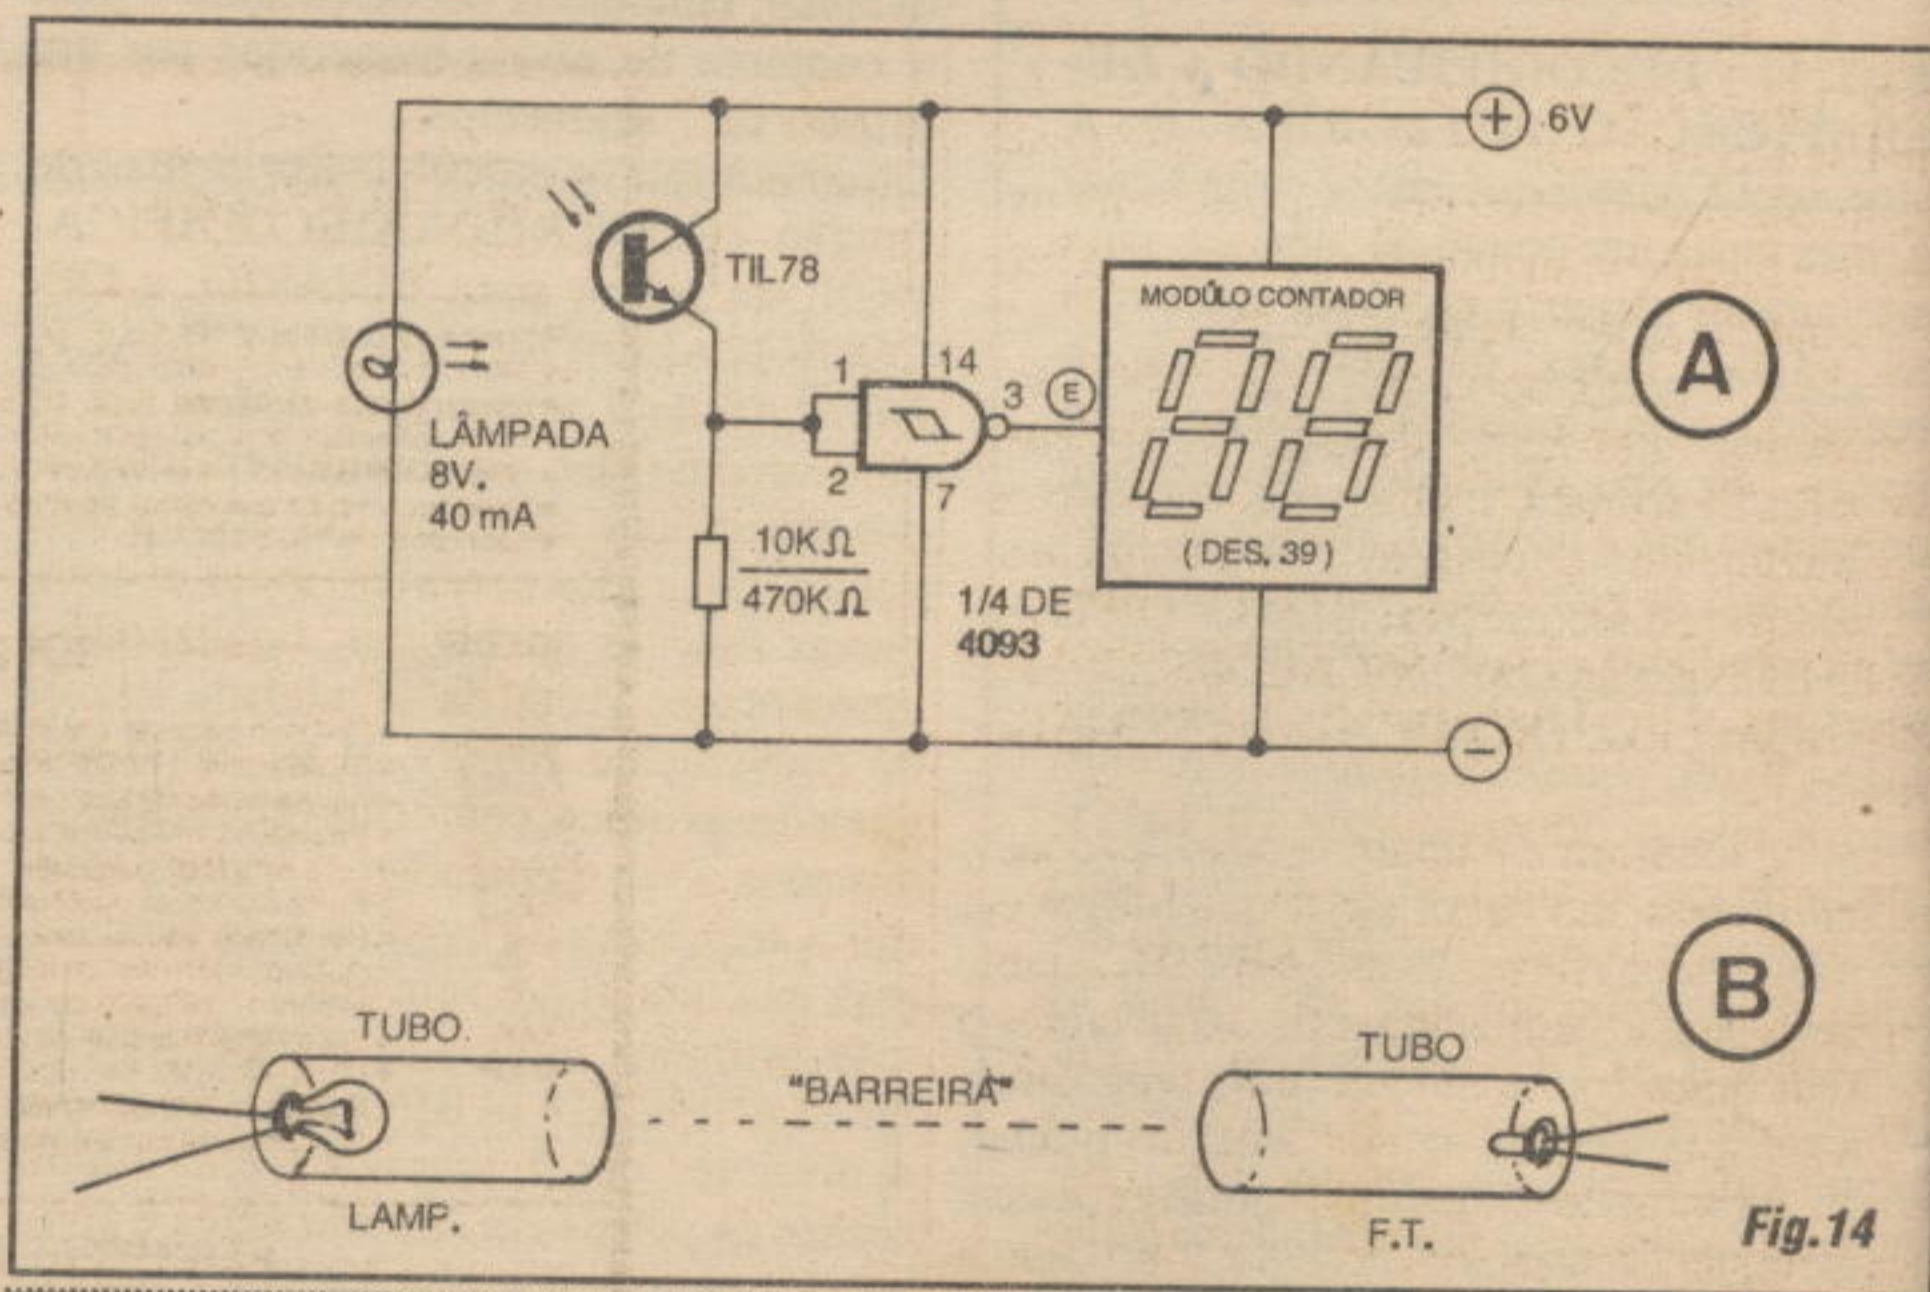 + 6V
TIL78
MODÚLO CONTADOR
A
1
14
3
E
LÂMPADA
8V.
40 mA
2
7
10KΩ
470KΩ
(DES. 39)
1/4 DE
4093
−
B
TUBO.
"BARREIRA"
TUBO
LAMP.
F.T.
Fig.14